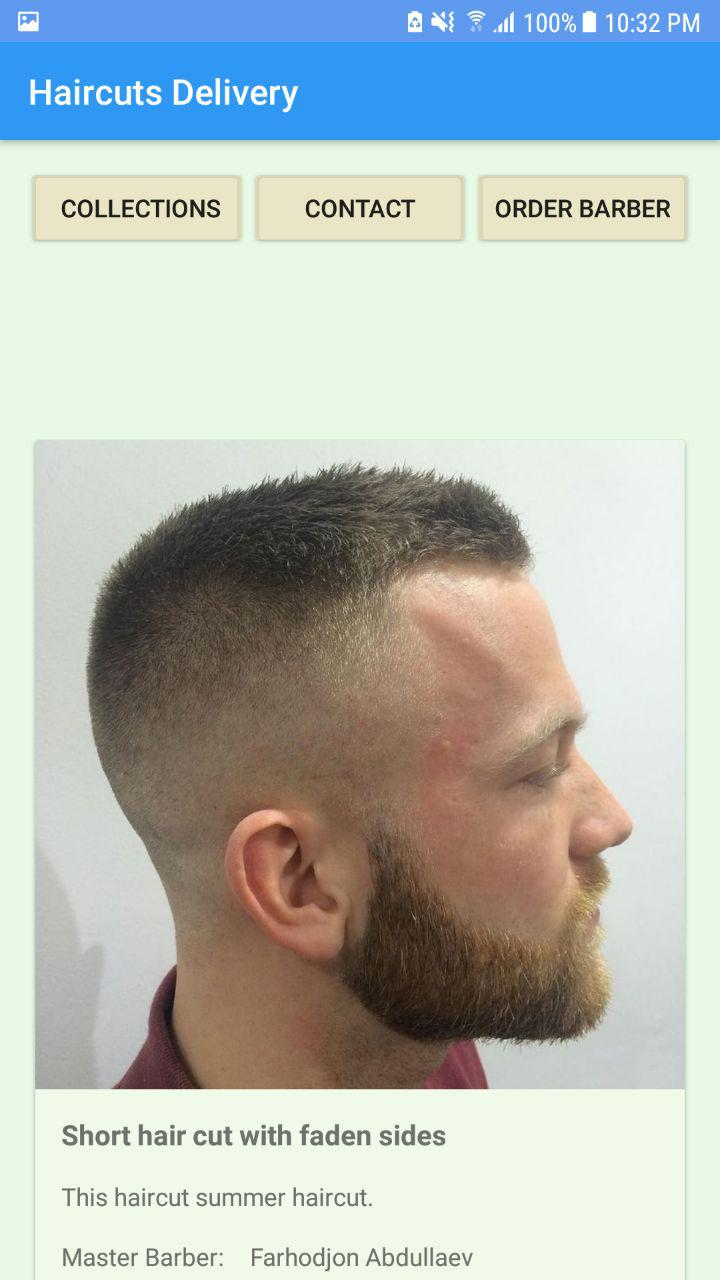 100% 10:32 PM
Haircuts Delivery
COLLECTIONS CONTACT ORDER BARBER
Short hair cut with faden sides
This haircut summer haircut.
Master Barber: Farhodjon Abdullaev